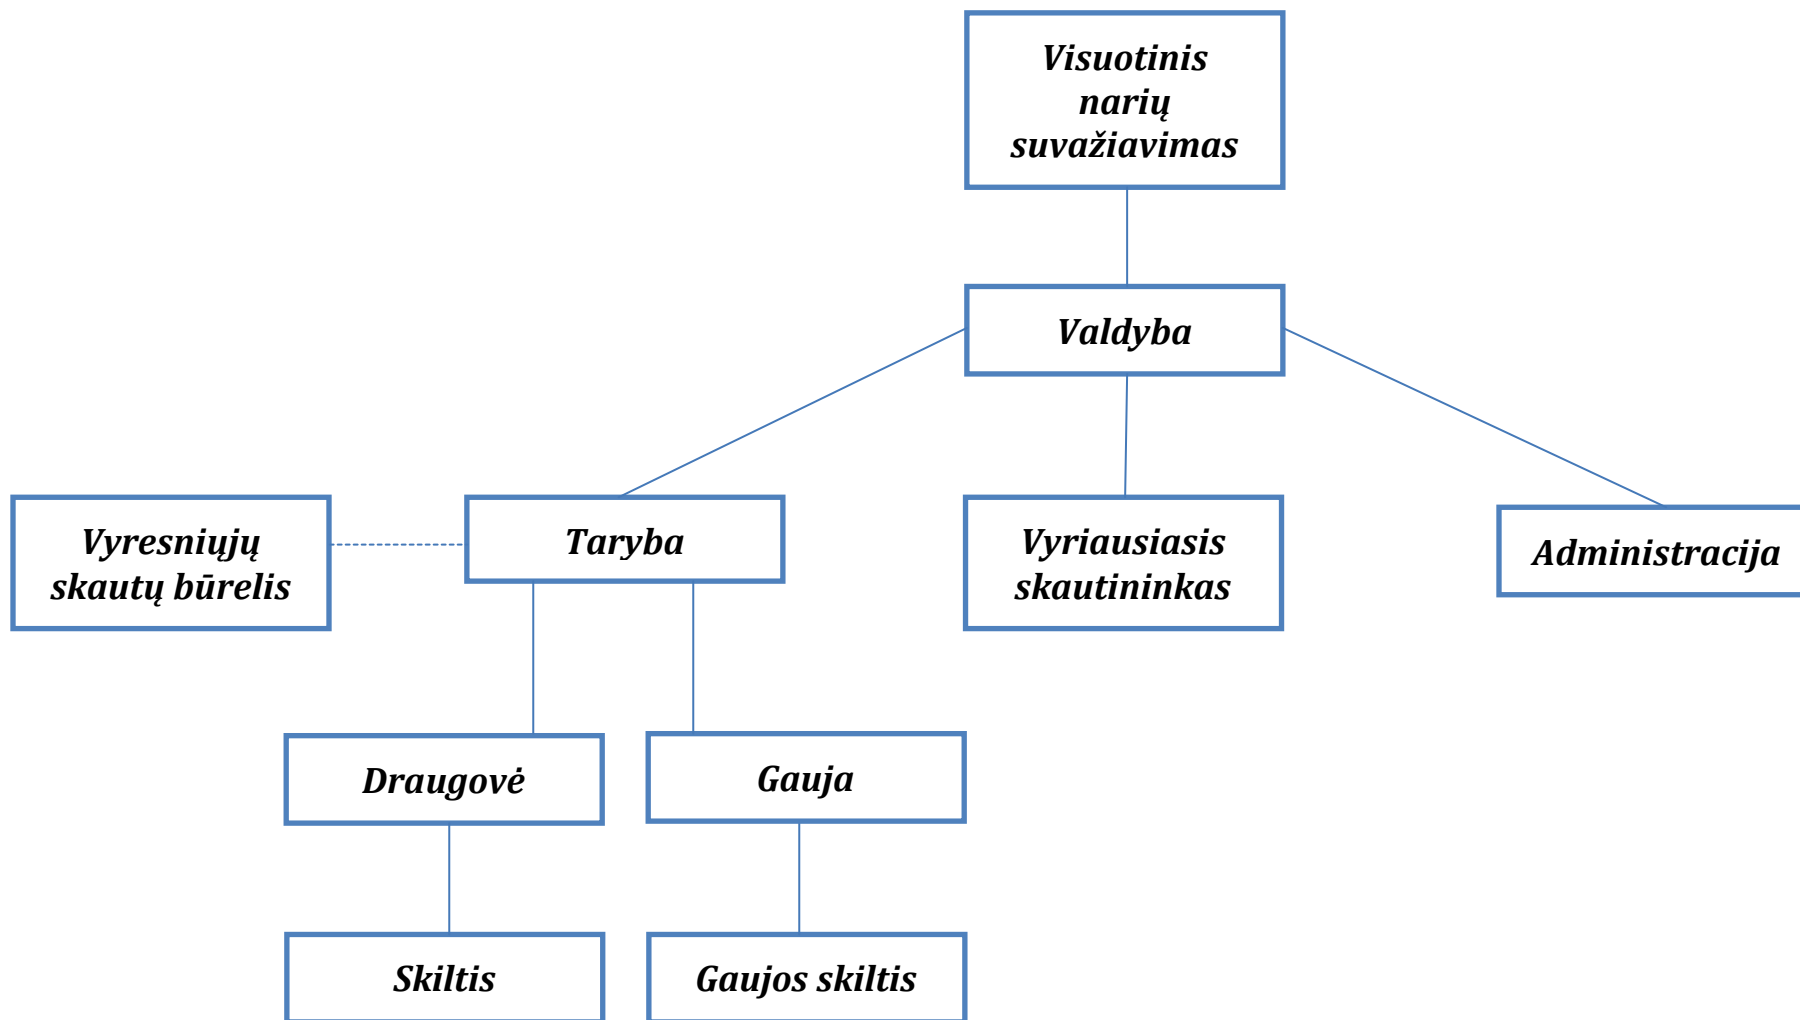 Visuotinis
narių
suvažiavimas
Valdyba
Vyresniųjų
skautų būrelis
Taryba
Vyriausiasis
skautininkas
Administracija
Draugovė
Gauja
Skiltis
Gaujos skiltis